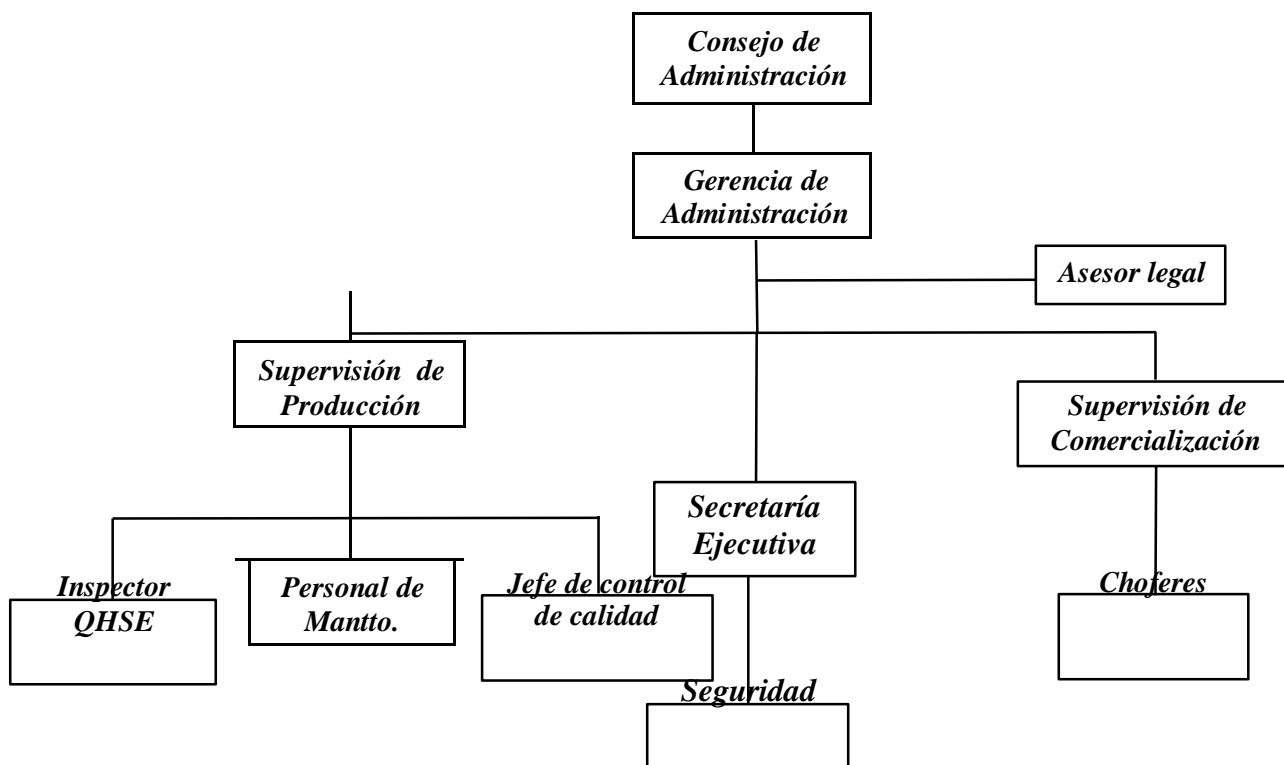 Consejo de
Administración
Gerencia de
Administración
Asesor legal
Supervisión de
Producción
Supervisión de
Comercialización
Secretaría
Ejecutiva
Inspector
QHSE
Personal de
Mantto.
Jefe de control
de calidad
Choferes
Seguridad